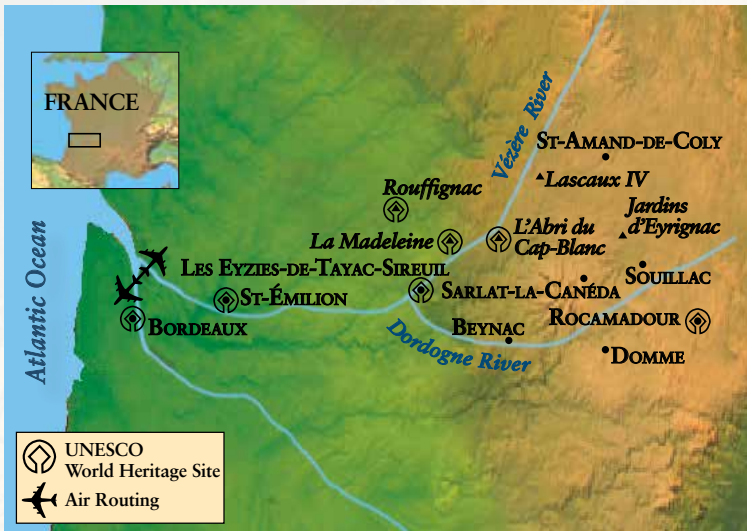 FRANCE
Vézère River
St-Amand-de-Coly
Lascaux IV
Rouffignac
Jardins
d'Eyrignac
L'Abri du
Cap-Blanc
La Madeleine
Les Eyzies-de-Tayac-Sireuil
Souillac
Sarlat-la-Canéda
St-Émilion
Bordeaux
Beynac
Rocamadour
Dordogne River
Domme
Atlantic Ocean
UNESCO
World Heritage Site
Air Routing